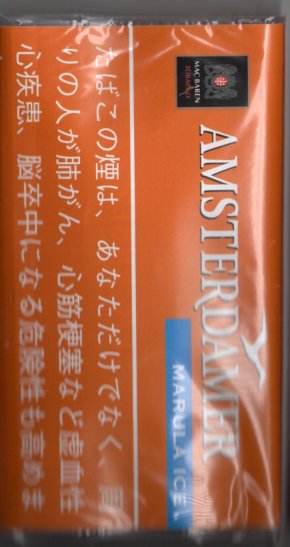 MAC BAREN
TOBACCO
AMSTERDAMER
MARULA ICE
たばこの煙は、あなただけでなく、周
りの人が肺がん、心筋梗塞など虚血性
心疾患、脳卒中になる危険性も高めま